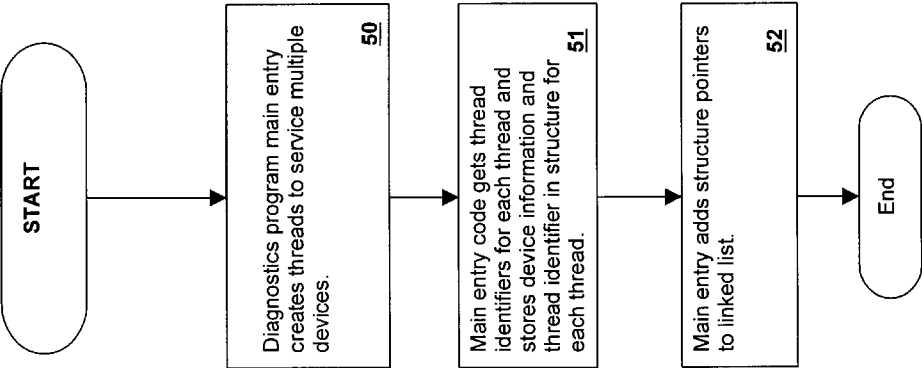 START
50
Diagnostics program main entry
creates threads to service multiple
devices.
51
Main entry code gets thread
identifiers for each thread and
stores device information and
thread identifier in structure for
each thread.
52
Main entry adds structure pointers
to linked list.
End